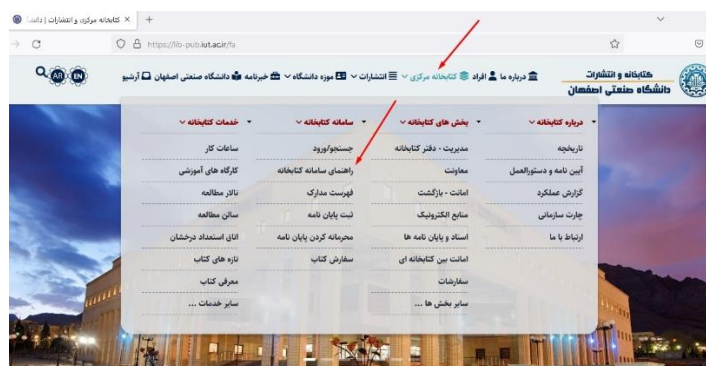 کتابخانه مرکزی و انتشارات | دانشـ
https://lib-pub.iut.ac.ir/fa
کتابخانه و انتشارات
دانشگاه صنعتی اصفهان
درباره ما افراد کتابخانه مرکزی انتشارات موزه دانشگاه خبرنامه دانشگاه صنعتی اصفهان آرشیو EN AR
درباره کتابخانه
تاریخچه
آیین نامه و دستورالعمل
گزارش عملکرد
چارت سازمانی
ارتباط با ما
بخش های کتابخانه
مدیریت - دفتر کتابخانه
معاونت
امانت - بازگشت
منابع الکترونیک
اسناد و پایان نامه ها
امانت بین کتابخانه ای
سفارشات
سایر بخش ها ...
سامانه کتابخانه
جستجو/ورود
راهنمای سامانه کتابخانه
فهرست مدارک
ثبت پایان نامه
محرمانه کردن پایان نامه
سفارش کتاب
خدمات کتابخانه
ساعات کار
کارگاه های آموزشی
تالار مطالعه
سالن مطالعه
اتاق استعداد درخشان
تازه های کتاب
معرفی کتاب
سایر خدمات ...